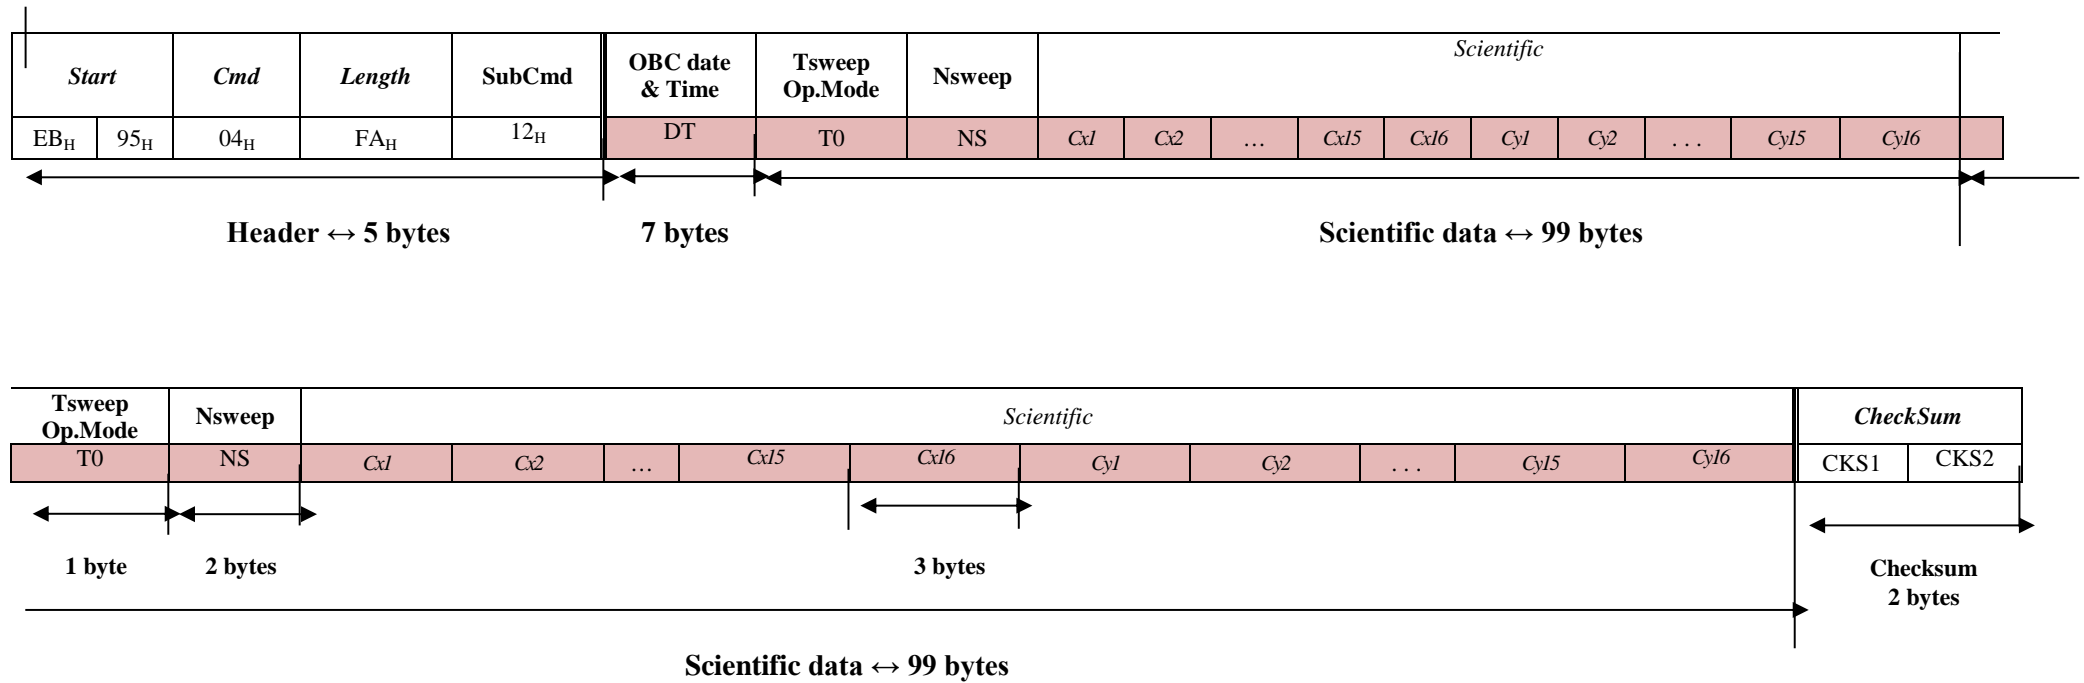 Start Cmd Length SubCmd OBC date & Time Tsweep Op.Mode Nsweep Scientific
EBH 95H 04H FAH 12H DT T0 NS Cx1 Cx2 … Cx15 Cx16 Cy1 Cy2 . . . Cy15 Cy16
Header ↔ 5 bytes 7 bytes Scientific data ↔ 99 bytes
Tsweep Op.Mode Nsweep Scientific CheckSum
T0 NS Cx1 Cx2 … Cx15 Cx16 Cy1 Cy2 . . . Cy15 Cy16 CKS1 CKS2
1 byte 2 bytes 3 bytes Checksum
2 bytes
Scientific data ↔ 99 bytes